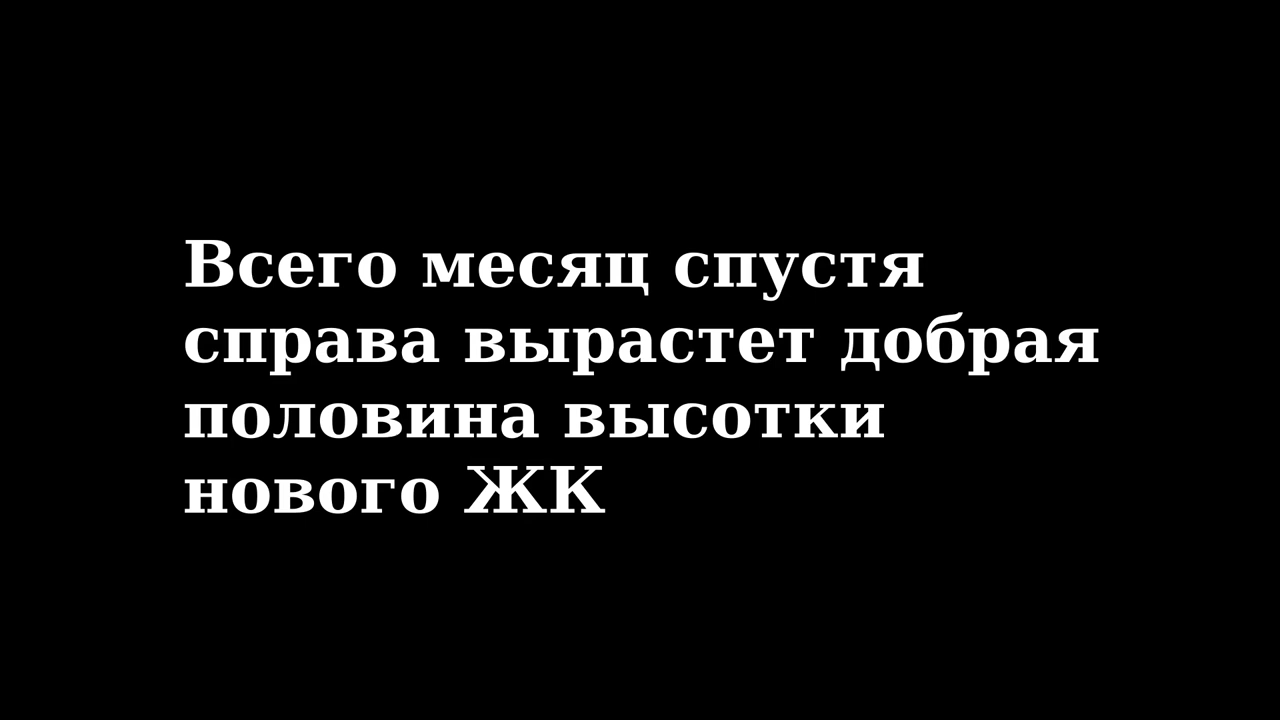 Всего месяц спустя
справа вырастет добрая
половина высотки
нового ЖК